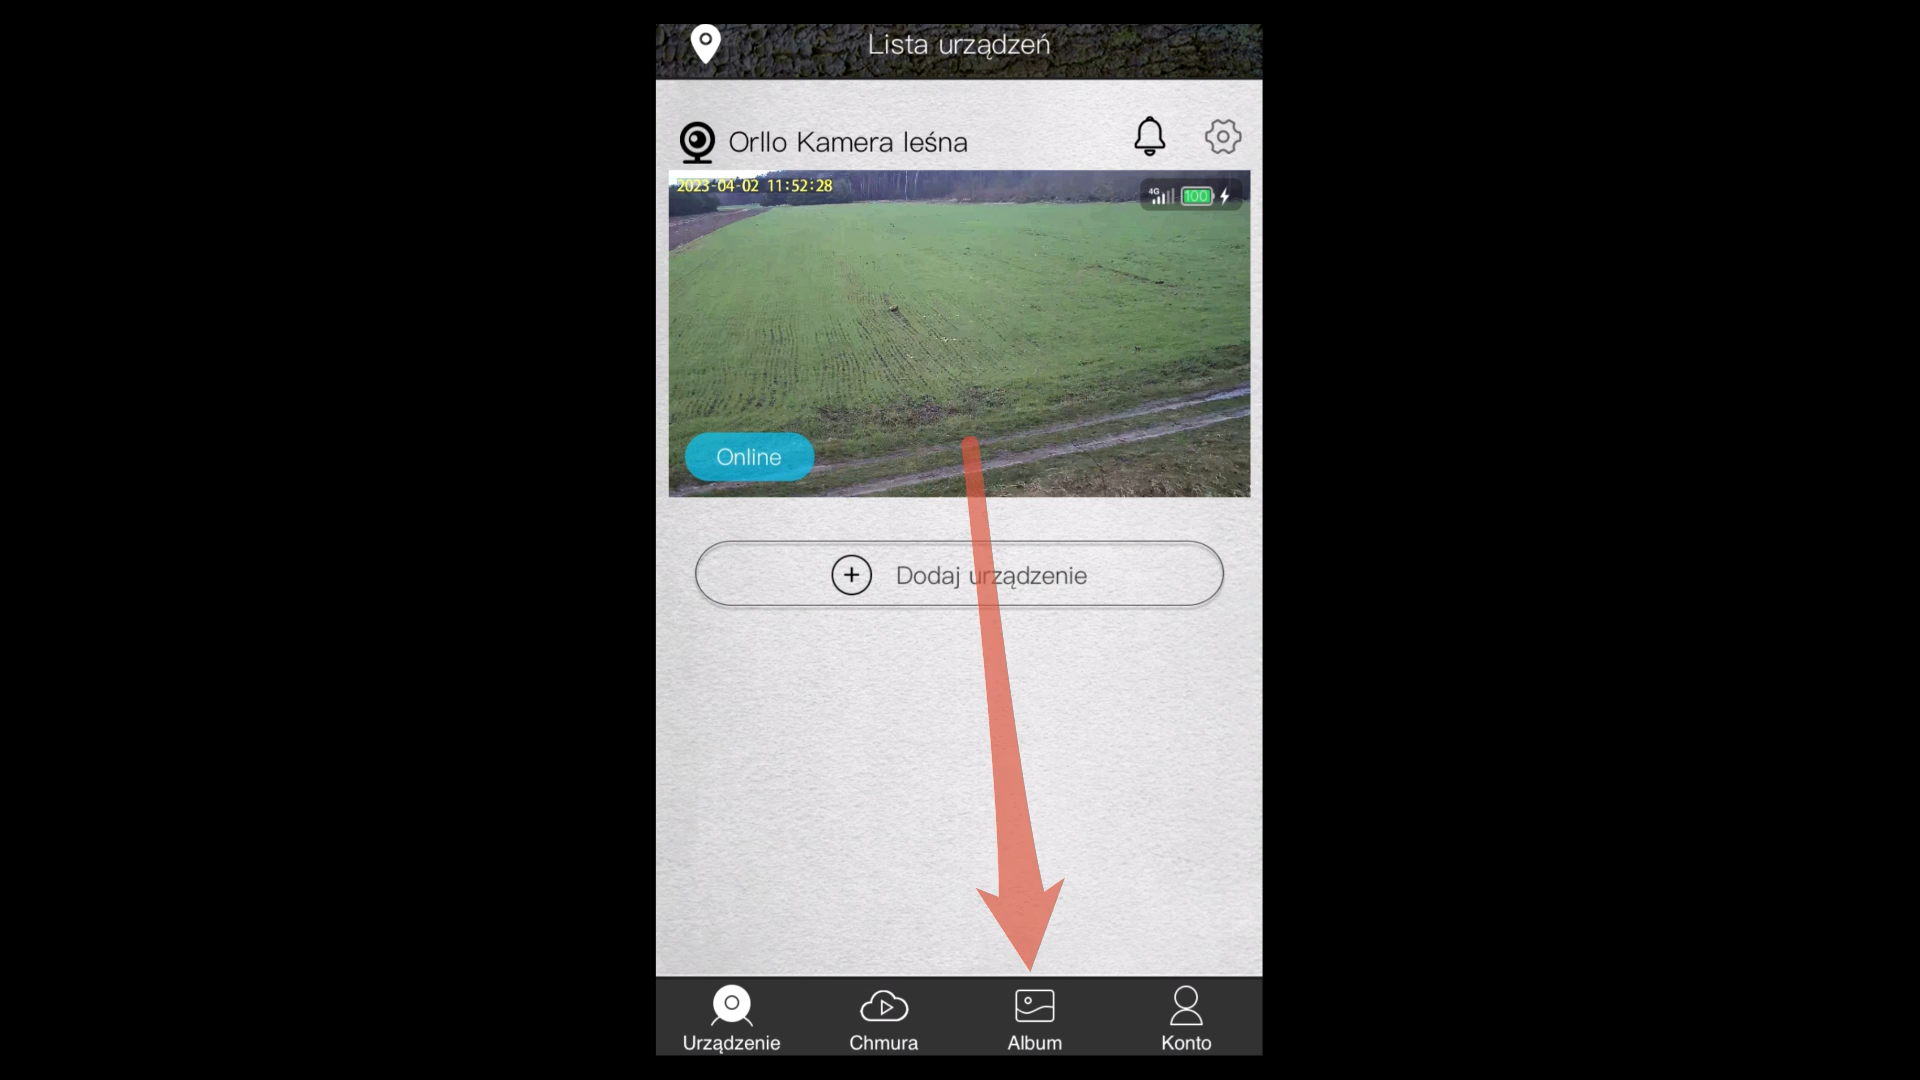 Lista urządzeń
Orllo Kamera leśna
2023-04-02 11:52:28
4G
100
Online
Dodaj urządzenie
Urządzenie
Chmura
Album
Konto